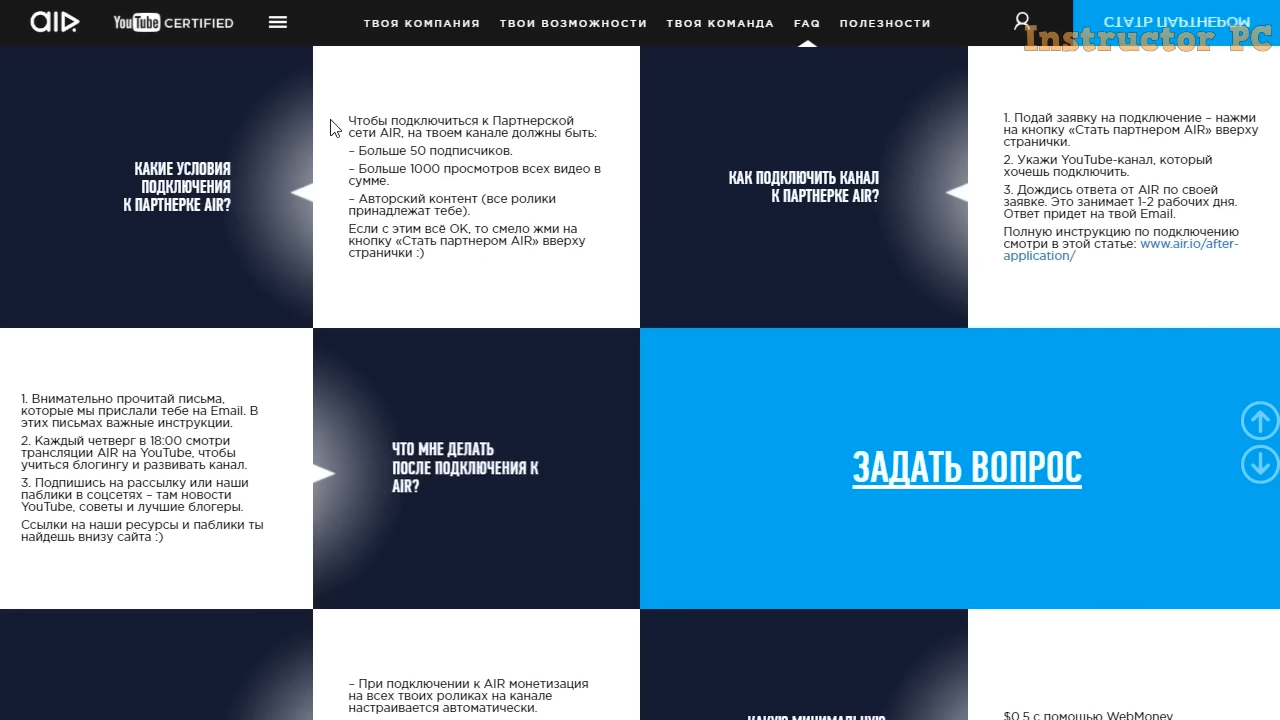 YouTube CERTIFIED
ТВОЯ КОМПАНИЯ ТВОИ ВОЗМОЖНОСТИ ТВОЯ КОМАНДА FAQ ПОЛЕЗНОСТИ
СТАТЬ ПАРТНЕРОМ
Instructor PC
КАКИЕ УСЛОВИЯ
ПОДКЛЮЧЕНИЯ
К ПАРТНЕРКЕ AIR?
Чтобы подключиться к Партнерской
сети AIR, на твоем канале должны быть:
– Больше 50 подписчиков.
– Больше 1000 просмотров всех видео в
сумме.
– Авторский контент (все ролики
принадлежат тебе).
Если с этим всё ОК, то смело жми на
кнопку «Стать партнером AIR» вверху
странички :)
КАК ПОДКЛЮЧИТЬ КАНАЛ
К ПАРТНЕРКЕ AIR?
1. Подай заявку на подключение – нажми
на кнопку «Стать партнером AIR» вверху
странички.
2. Укажи YouTube-канал, который
хочешь подключить.
3. Дождись ответа от AIR по своей
заявке. Это занимает 1-2 рабочих дня.
Ответ придет на твой Email.
Полную инструкцию по подключению
смотри в этой статье: www.air.io/after-
application/
1. Внимательно прочитай письма,
которые мы прислали тебе на Email. В
этих письмах важные инструкции.
2. Каждый четверг в 18:00 смотри
трансляции AIR на YouTube, чтобы
учиться блогингу и развивать канал.
3. Подпишись на рассылку или наши
паблики в соцсетях – там новости
YouTube, советы и лучшие блогеры.
Ссылки на наши ресурсы и паблики ты
найдешь внизу сайта :)
ЧТО МНЕ ДЕЛАТЬ
ПОСЛЕ ПОДКЛЮЧЕНИЯ К
AIR?
ЗАДАТЬ ВОПРОС
– При подключении к AIR монетизация
на всех твоих роликах на канале
настраивается автоматически.
КАКУЮ МИНИМАЛЬНУЮ
$0,5 с помощью WebMoney